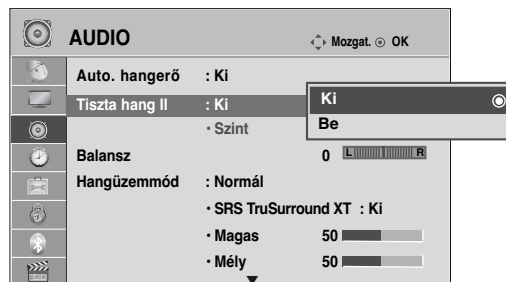 AUDIO Mozgat. OK
Auto. hangerő : Ki
Tiszta hang II : Ki
• Szint
Ki
Be
Balansz 0 L R
Hangüzemmód : Normál
• SRS TruSurround XT : Ki
• Magas 50
• Mély 50